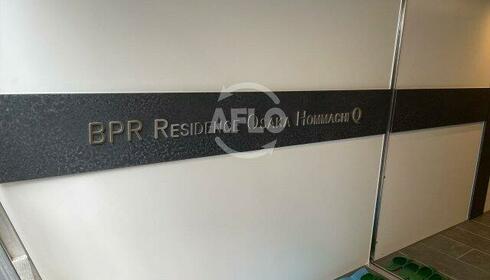 BPR RESIDENCE OSAKA HOMMACHI Q
AFLO